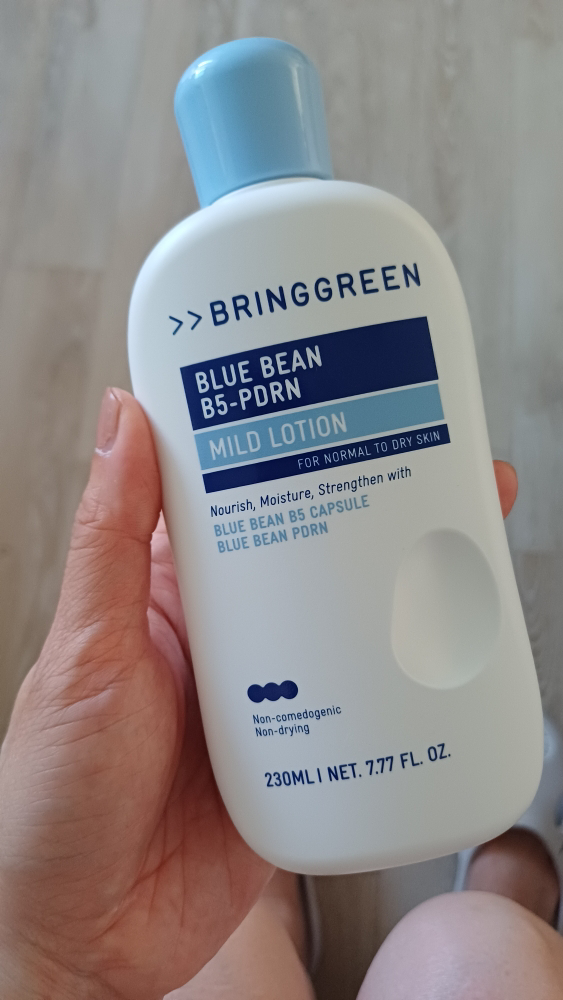 >>BRINGGREEN
BLUE BEAN
B5-PDRN
MILD LOTION
FOR NORMAL TO DRY SKIN
Nourish, Moisture, Strengthen with
BLUE BEAN B5 CAPSULE
BLUE BEAN PDRN
Non-comedogenic
Non-drying
230ML I NET. 7.77 FL. OZ.